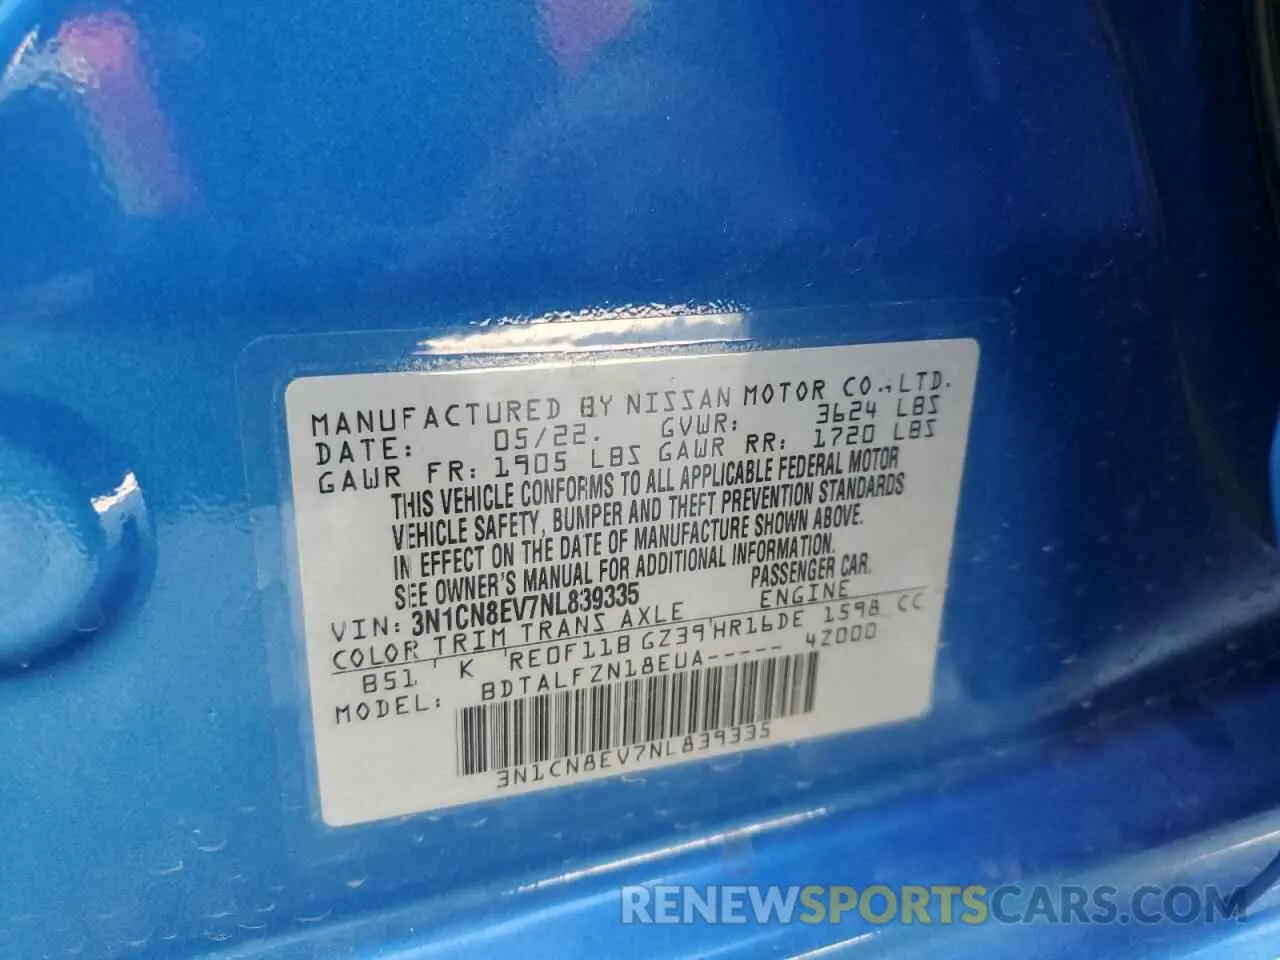 MANUFACTURED BY NISSAN MOTOR CO., LTD.
DATE: 05/22. GVWR: 3624 LBS
GAWR FR: 1905 LBS GAWR RR: 1720 LBS
THIS VEHICLE CONFORMS TO ALL APPLICABLE FEDERAL MOTOR
VEHICLE SAFETY, BUMPER AND THEFT PREVENTION STANDARDS
IN EFFECT ON THE DATE OF MANUFACTURE SHOWN ABOVE.
SEE OWNER'S MANUAL FOR ADDITIONAL INFORMATION.
VIN: 3N1CN8EV7NL839335 PASSENGER CAR.
COLOR TRIM TRANS AXLE ENGINE
B51 K RE0F11B GZ39 HR16DE 1598 CC
MODEL: BDTALFZN18EUA----- 4Z000
3N1CN8EV7NL839335
RENEWSPORTSCARS.COM